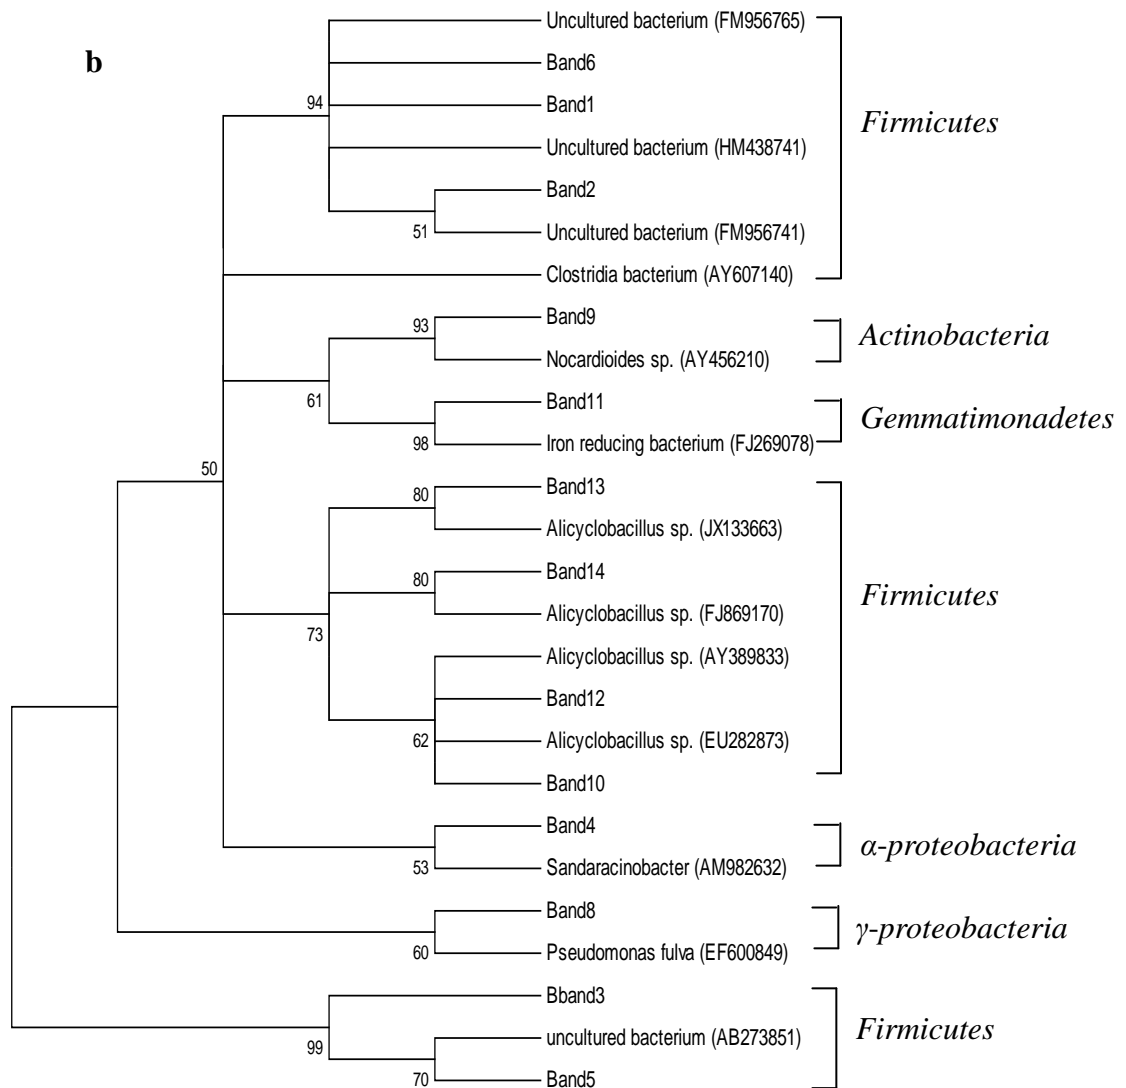 b
Uncultured bacterium (FM956765)
Band6
94
Band1
Firmicutes
Uncultured bacterium (HM438741)
Band2
51
Uncultured bacterium (FM956741)
Clostridia bacterium (AY607140)
Band9
93
Actinobacteria
Nocardioides sp. (AY456210)
61
Band11
Gemmatimonadetes
98
Iron reducing bacterium (FJ269078)
50
Band13
80
Alicyclobacillus sp. (JX133663)
Band14
80
Firmicutes
Alicyclobacillus sp. (FJ869170)
73
Alicyclobacillus sp. (AY389833)
Band12
62
Alicyclobacillus sp. (EU282873)
Band10
Band4
α-proteobacteria
53
Sandaracinobacter (AM982632)
Band8
γ-proteobacteria
60
Pseudomonas fulva (EF600849)
Bband3
Firmicutes
uncultured bacterium (AB273851)
99
70
Band5